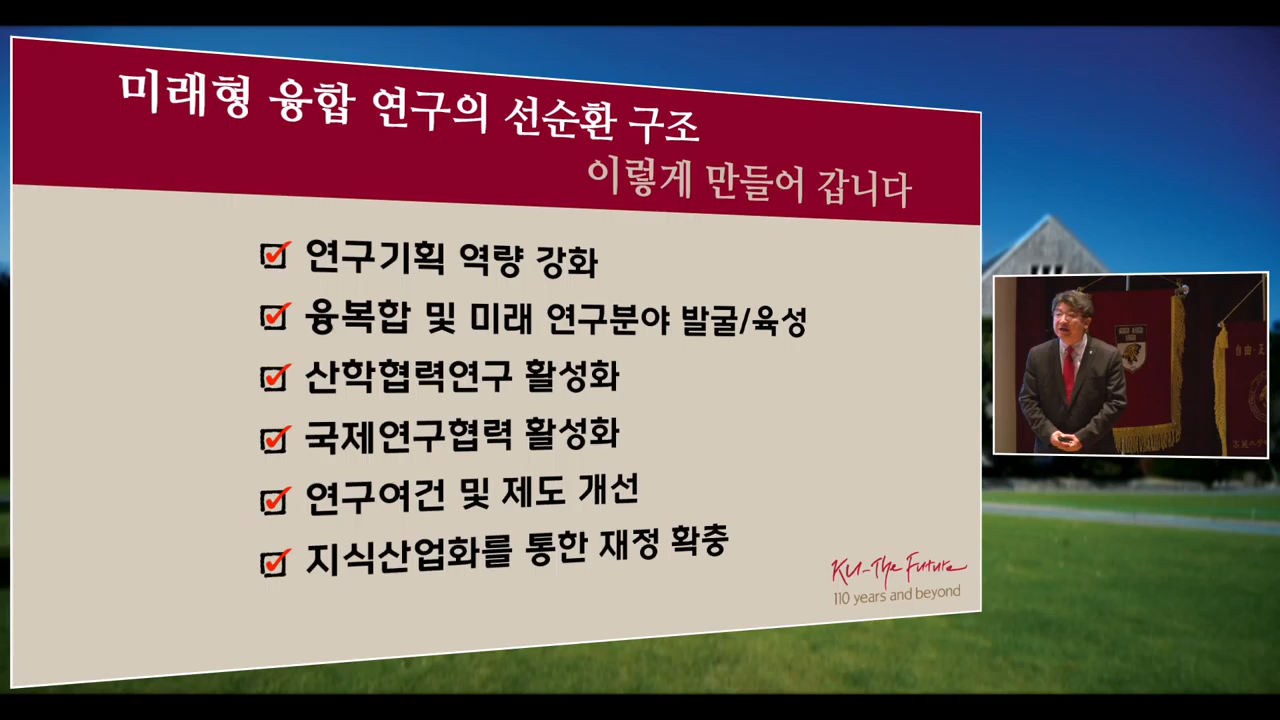 미래형 융합 연구의 선순환 구조
이렇게 만들어 갑니다
연구기획 역량 강화
융복합 및 미래 연구분야 발굴/육성
산학협력연구 활성화
국제연구협력 활성화
연구여건 및 제도 개선
지식산업화를 통한 재정 확충
KU-The Future
110 years and beyond
自由·正